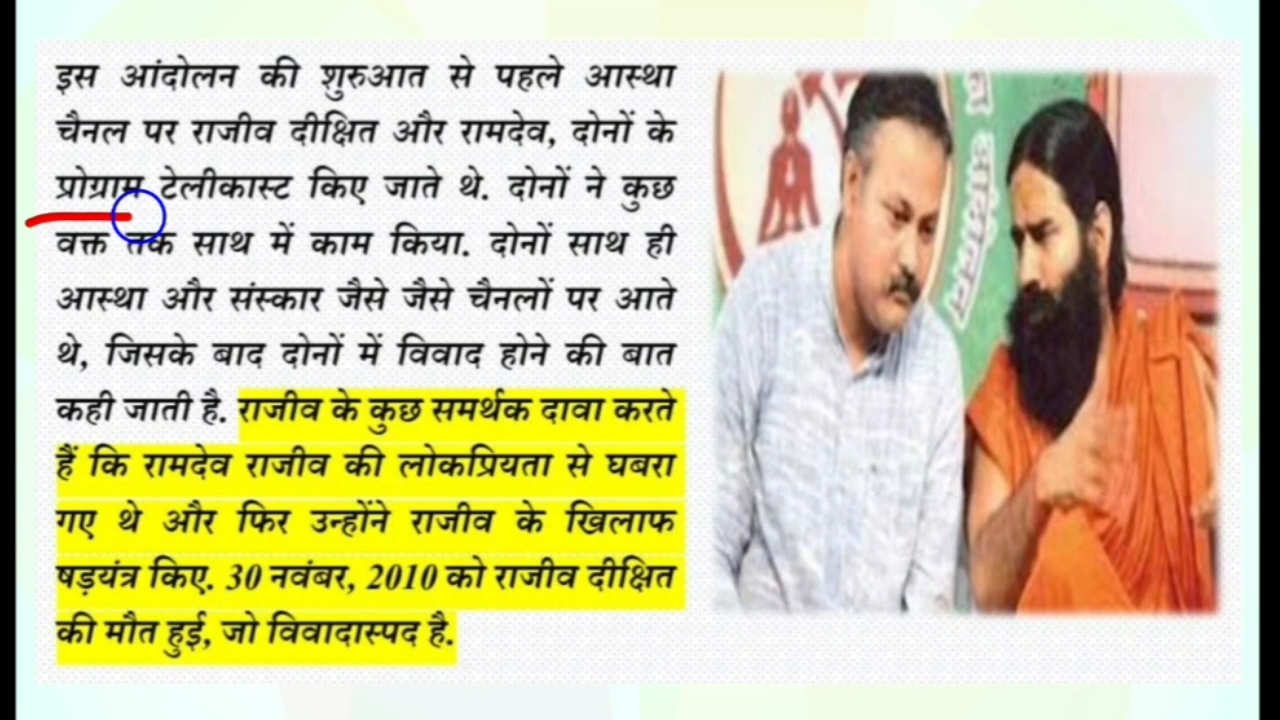 इस आंदोलन की शुरुआत से पहले आस्था
चैनल पर राजीव दीक्षित और रामदेव, दोनों के
प्रोग्राम टेलीकास्ट किए जाते थे. दोनों ने कुछ
वक्त तक साथ में काम किया. दोनों साथ ही
आस्था और संस्कार जैसे जैसे चैनलों पर आते
थे, जिसके बाद दोनों में विवाद होने की बात
कही जाती है. राजीव के कुछ समर्थक दावा करते
हैं कि रामदेव राजीव की लोकप्रियता से घबरा
गए थे और फिर उन्होंने राजीव के खिलाफ
षड़यंत्र किए. 30 नवंबर, 2010 को राजीव दीक्षित
की मौत हुई, जो विवादास्पद है.